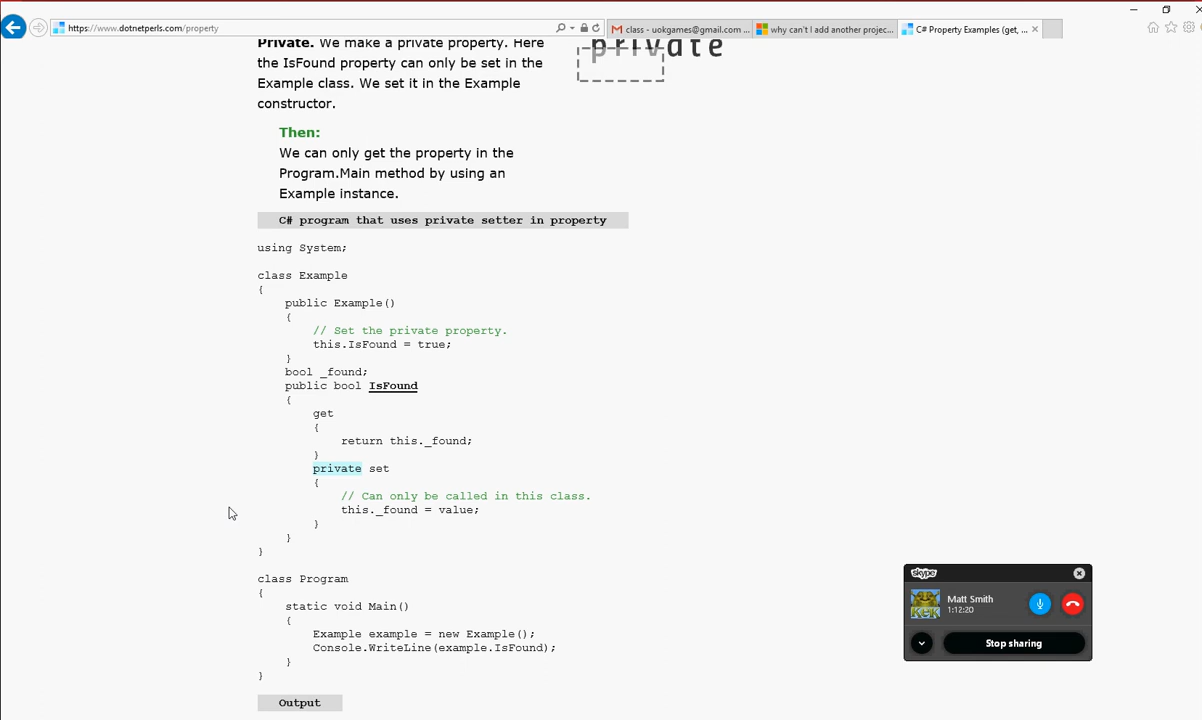 https://www.dotnetperls.com/property
class - uokgames@gmail.com ...
why can't I add another projec...
C# Property Examples (get, ...
Private. We make a private property. Here
the IsFound property can only be set in the
Example class. We set it in the Example
constructor.
private
Then:
We can only get the property in the
Program.Main method by using an
Example instance.
C# program that uses private setter in property
using System;
class Example
{
public Example()
{
// Set the private property.
this.IsFound = true;
}
bool _found;
public bool IsFound
{
get
{
return this._found;
}
private set
{
// Can only be called in this class.
this._found = value;
}
}
}
class Program
{
static void Main()
{
Example example = new Example();
Console.WriteLine(example.IsFound);
}
}
Output
skype
Matt Smith
1:12:20
KEK
Stop sharing